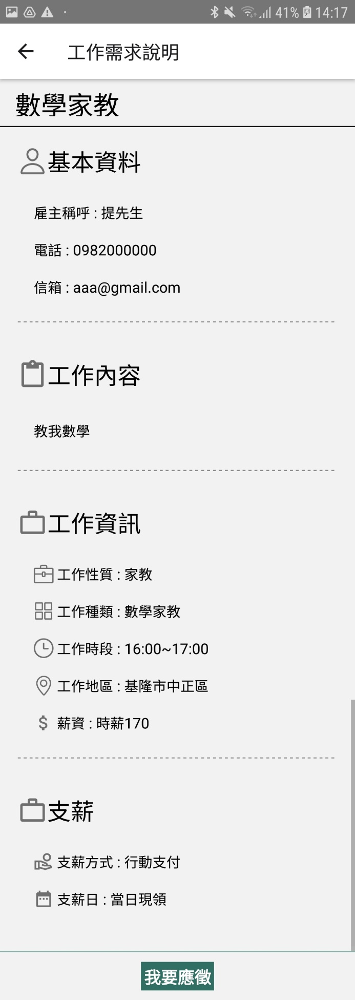 41% 14:17
工作需求說明
數學家教
基本資料
雇主稱呼 : 提先生
電話 : 0982000000
信箱 : aaa@gmail.com
工作內容
教我數學
工作資訊
工作性質 : 家教
工作種類 : 數學家教
工作時段 : 16:00~17:00
工作地區 : 基隆市中正區
薪資 : 時薪170
支薪
支薪方式 : 行動支付
支薪日 : 當日現領
我要應徵